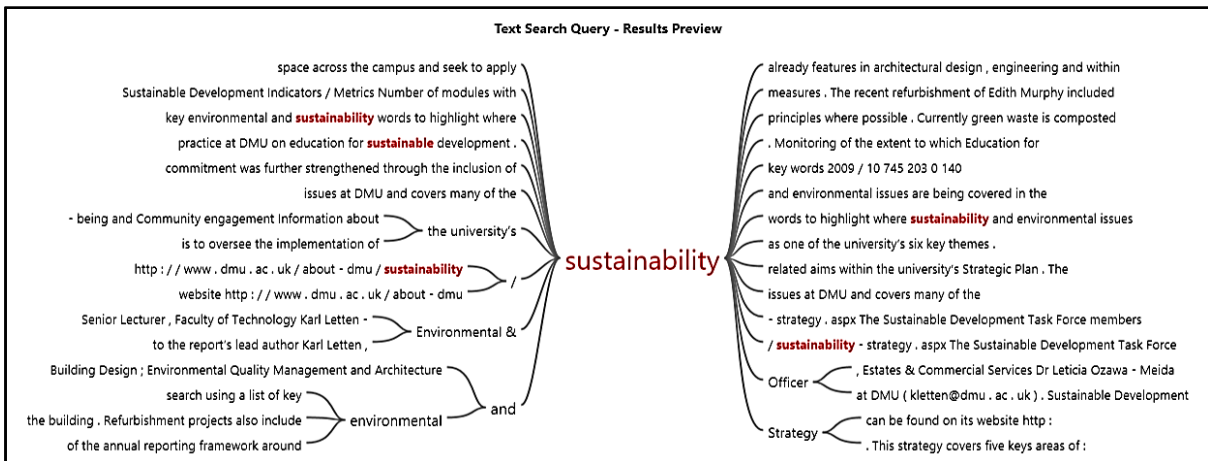 Text Search Query - Results Preview
space across the campus and seek to apply
Sustainable Development Indicators / Metrics Number of modules with
key environmental and sustainability words to highlight where
practice at DMU on education for sustainable development .
commitment was further strengthened through the inclusion of
issues at DMU and covers many of the
- being and Community engagement Information about
is to oversee the implementation of
the university's
http : / / www . dmu . ac . uk / about - dmu / sustainability
website http : / / www . dmu . ac . uk / about - dmu
/
Senior Lecturer , Faculty of Technology Karl Letten -
to the report's lead author Karl Letten ,
Environmental &
Building Design ; Environmental Quality Management and Architecture
search using a list of key
the building . Refurbishment projects also include
of the annual reporting framework around
environmental
and
sustainability
already features in architectural design , engineering and within
measures . The recent refurbishment of Edith Murphy included
principles where possible . Currently green waste is composted
. Monitoring of the extent to which Education for
key words 2009 / 10 745 203 0 140
and environmental issues are being covered in the
words to highlight where sustainability and environmental issues
as one of the university's six key themes .
related aims within the university's Strategic Plan . The
issues at DMU and covers many of the
- strategy . aspx The Sustainable Development Task Force members
/ sustainability - strategy . aspx The Sustainable Development Task Force
Officer
, Estates & Commercial Services Dr Leticia Ozawa - Meida
at DMU ( kletten@dmu . ac . uk ) . Sustainable Development
Strategy
can be found on its website http :
. This strategy covers five keys areas of :